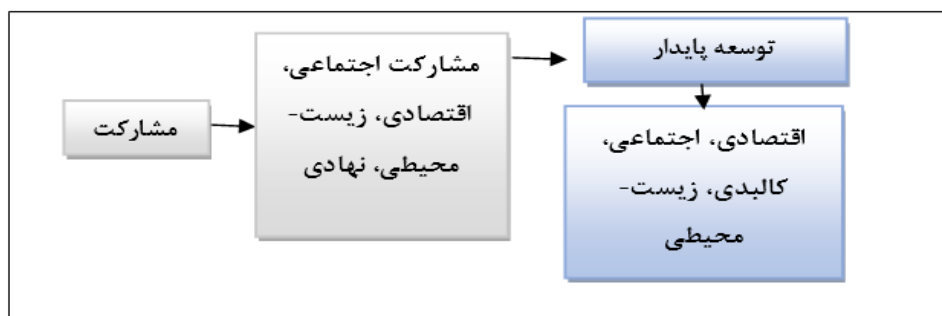 مشارکت
مشارکت اجتماعی،
اقتصادی، زیست-
محیطی، نهادی
توسعه پایدار
اقتصادی، اجتماعی،
کالبدی، زیست-
محیطی